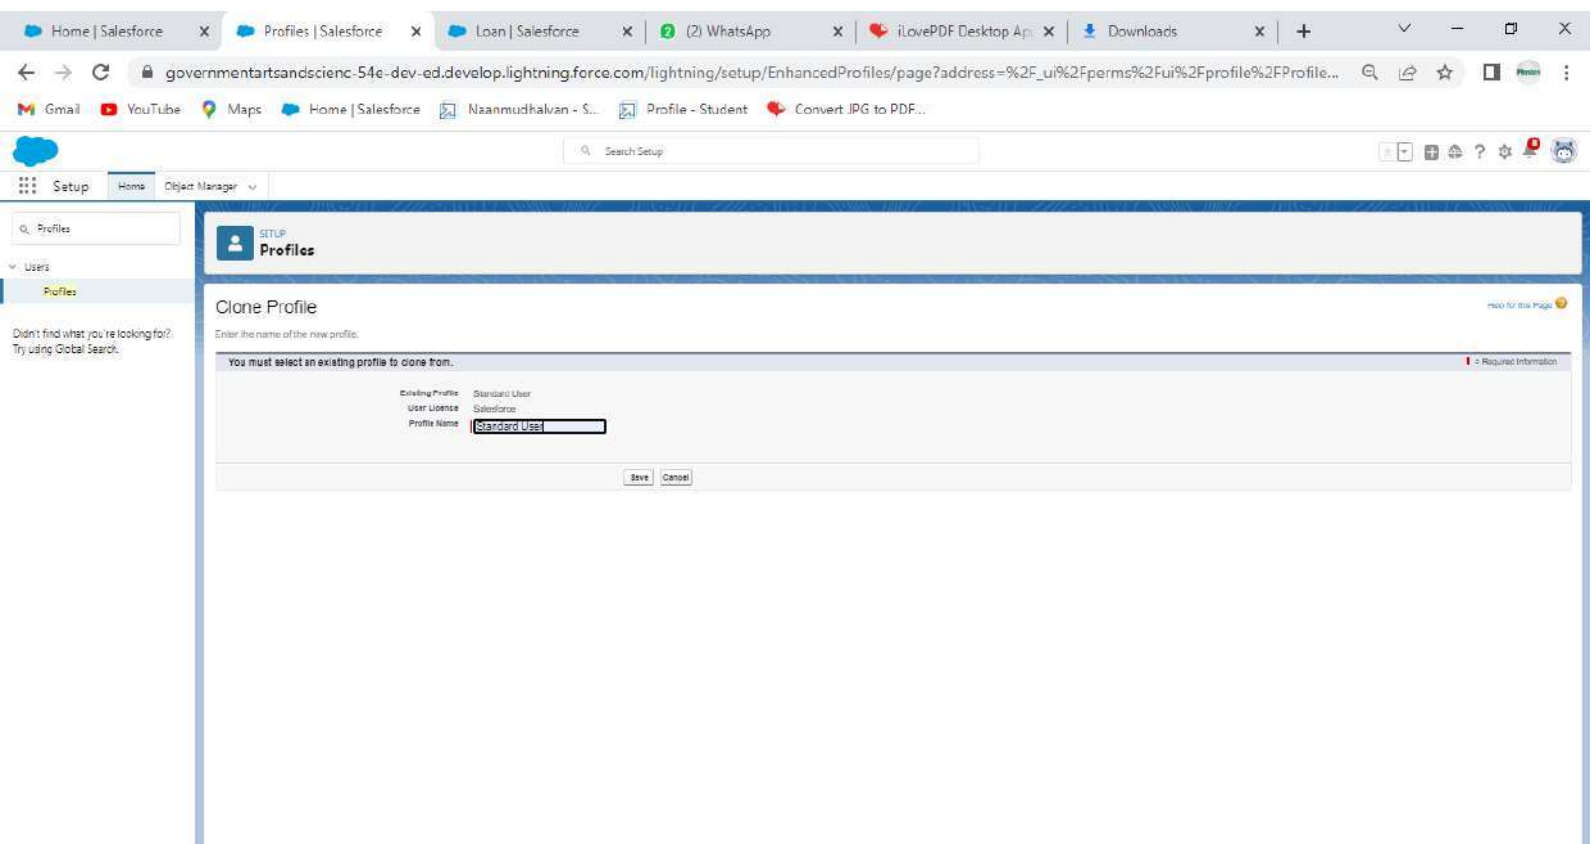 Home | Salesforce
Profiles | Salesforce
Loan | Salesforce
(2) WhatsApp
iLovePDF Desktop Ap
Downloads
governmentartsandscienc-54e-dev-ed.develop.lightning.force.com/lightning/setup/EnhancedProfiles/page?address=%2F_ui%2Fperms%2Fui%2Fprofile%2FProfile...
Gmail
YouTube
Maps
Home | Salesforce
Naanmudhalvan - S...
Profile - Student
Convert JPG to PDF...
Search Setup
Setup
Home
Object Manager
Profiles
Users
Profiles
Didn't find what you're looking for?
Try using Global Search.
SETUP
Profiles
Clone Profile
Help for this Page
Enter the name of the new profile.
You must select an existing profile to clone from.
= Required Information
Existing Profile Standard User
User License Salesforce
Profile Name Standard User
Save Cancel